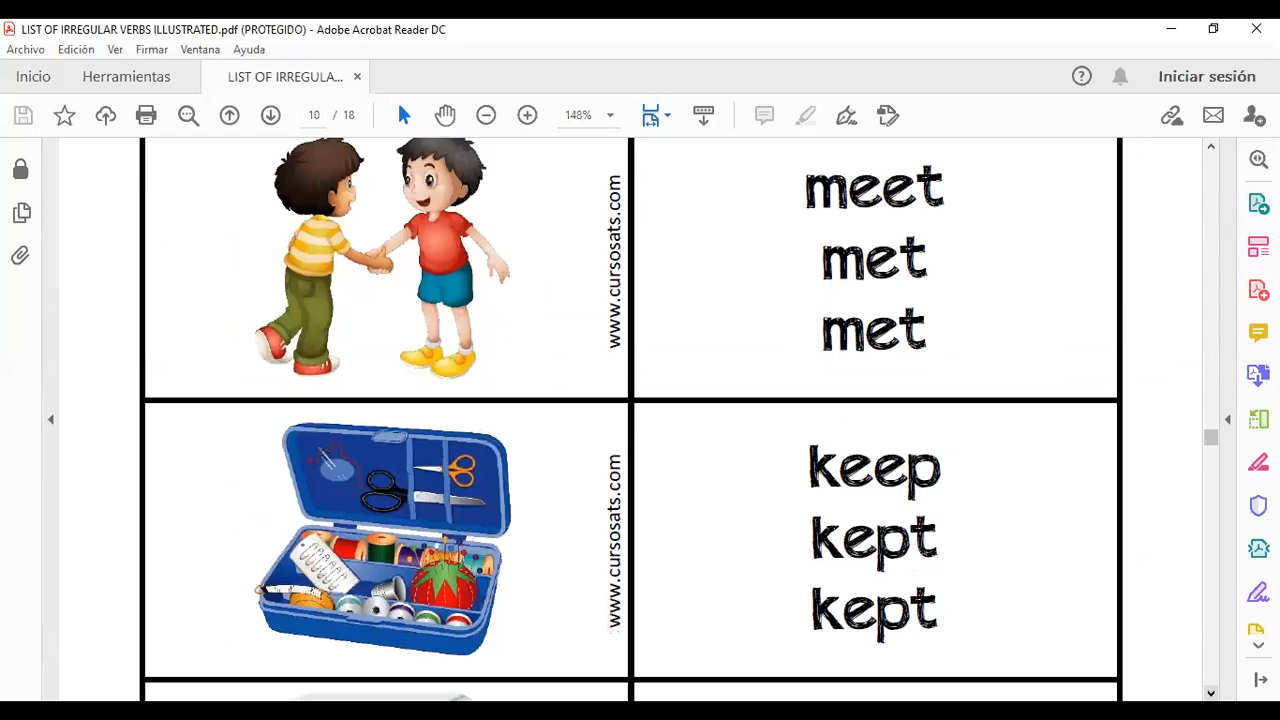 LIST OF IRREGULAR VERBS ILLUSTRATED.pdf (PROTEGIDO) - Adobe Acrobat Reader DC
Archivo Edición Ver Firmar Ventana Ayuda
Inicio Herramientas LIST OF IRREGULA... Iniciar sesión
10 / 18 148%
www.cursosats.com
meet
met
met
www.cursosats.com
keep
kept
kept